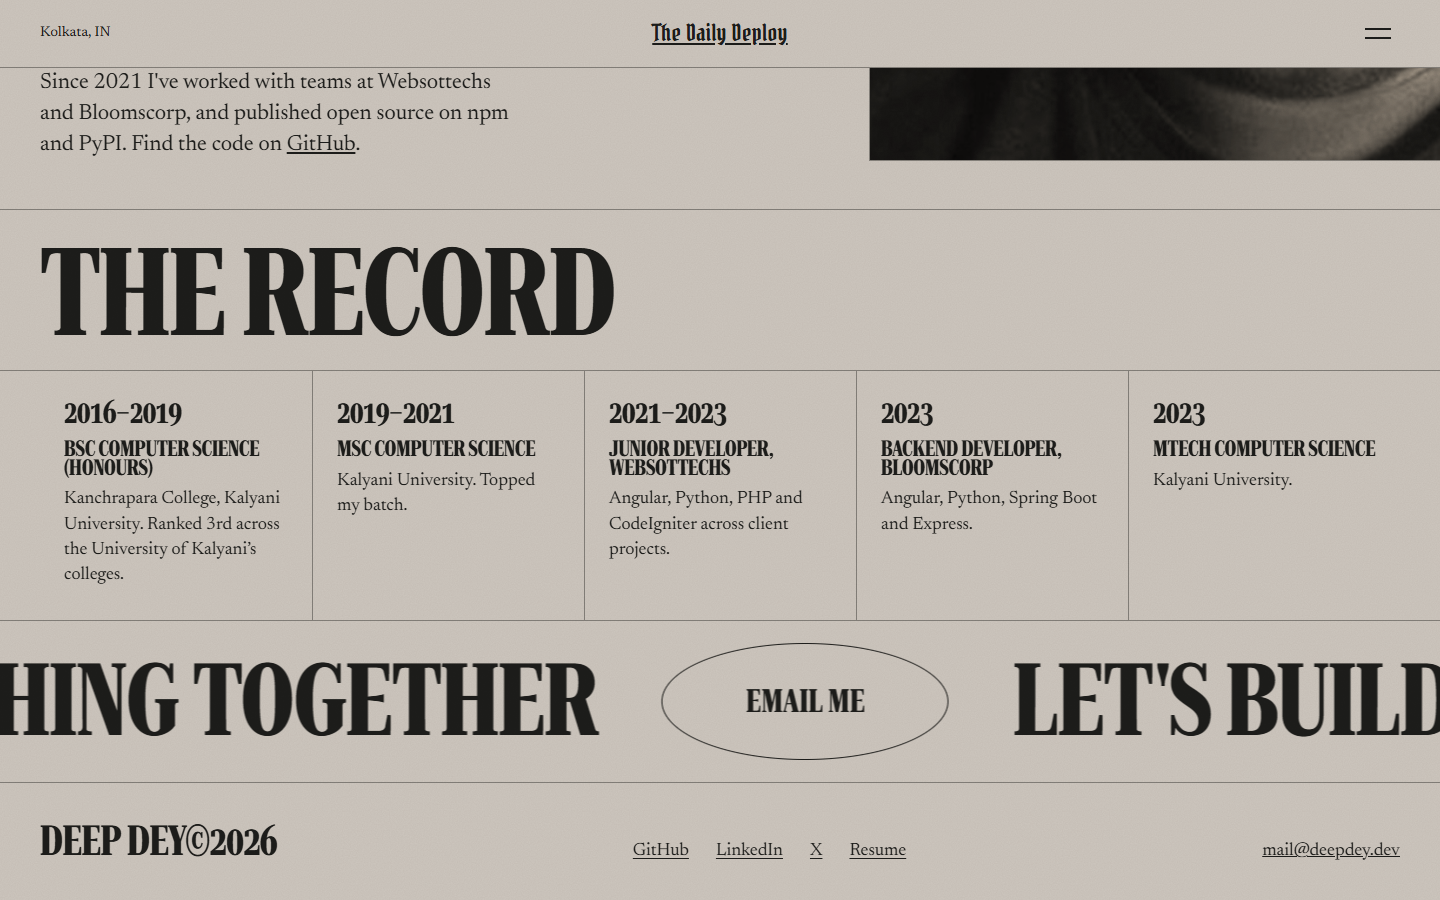 Kolkata, IN
The Daily Deploy
Since 2021 I've worked with teams at Websottechs
and Bloomscorp, and published open source on npm
and PyPI. Find the code on GitHub.
THE RECORD
2016–2019
BSC COMPUTER SCIENCE
(HONOURS)
Kanchrapara College, Kalyani
University. Ranked 3rd across
the University of Kalyani’s
colleges.
2019–2021
MSC COMPUTER SCIENCE
Kalyani University. Topped
my batch.
2021–2023
JUNIOR DEVELOPER,
WEBSOTTECHS
Angular, Python, PHP and
CodeIgniter across client
projects.
2023
BACKEND DEVELOPER,
BLOOMSCORP
Angular, Python, Spring Boot
and Express.
2023
MTECH COMPUTER SCIENCE
Kalyani University.
HING TOGETHER
EMAIL ME
LET'S BUILD
DEEP DEY©2026
GitHub LinkedIn X Resume
mail@deepdey.dev